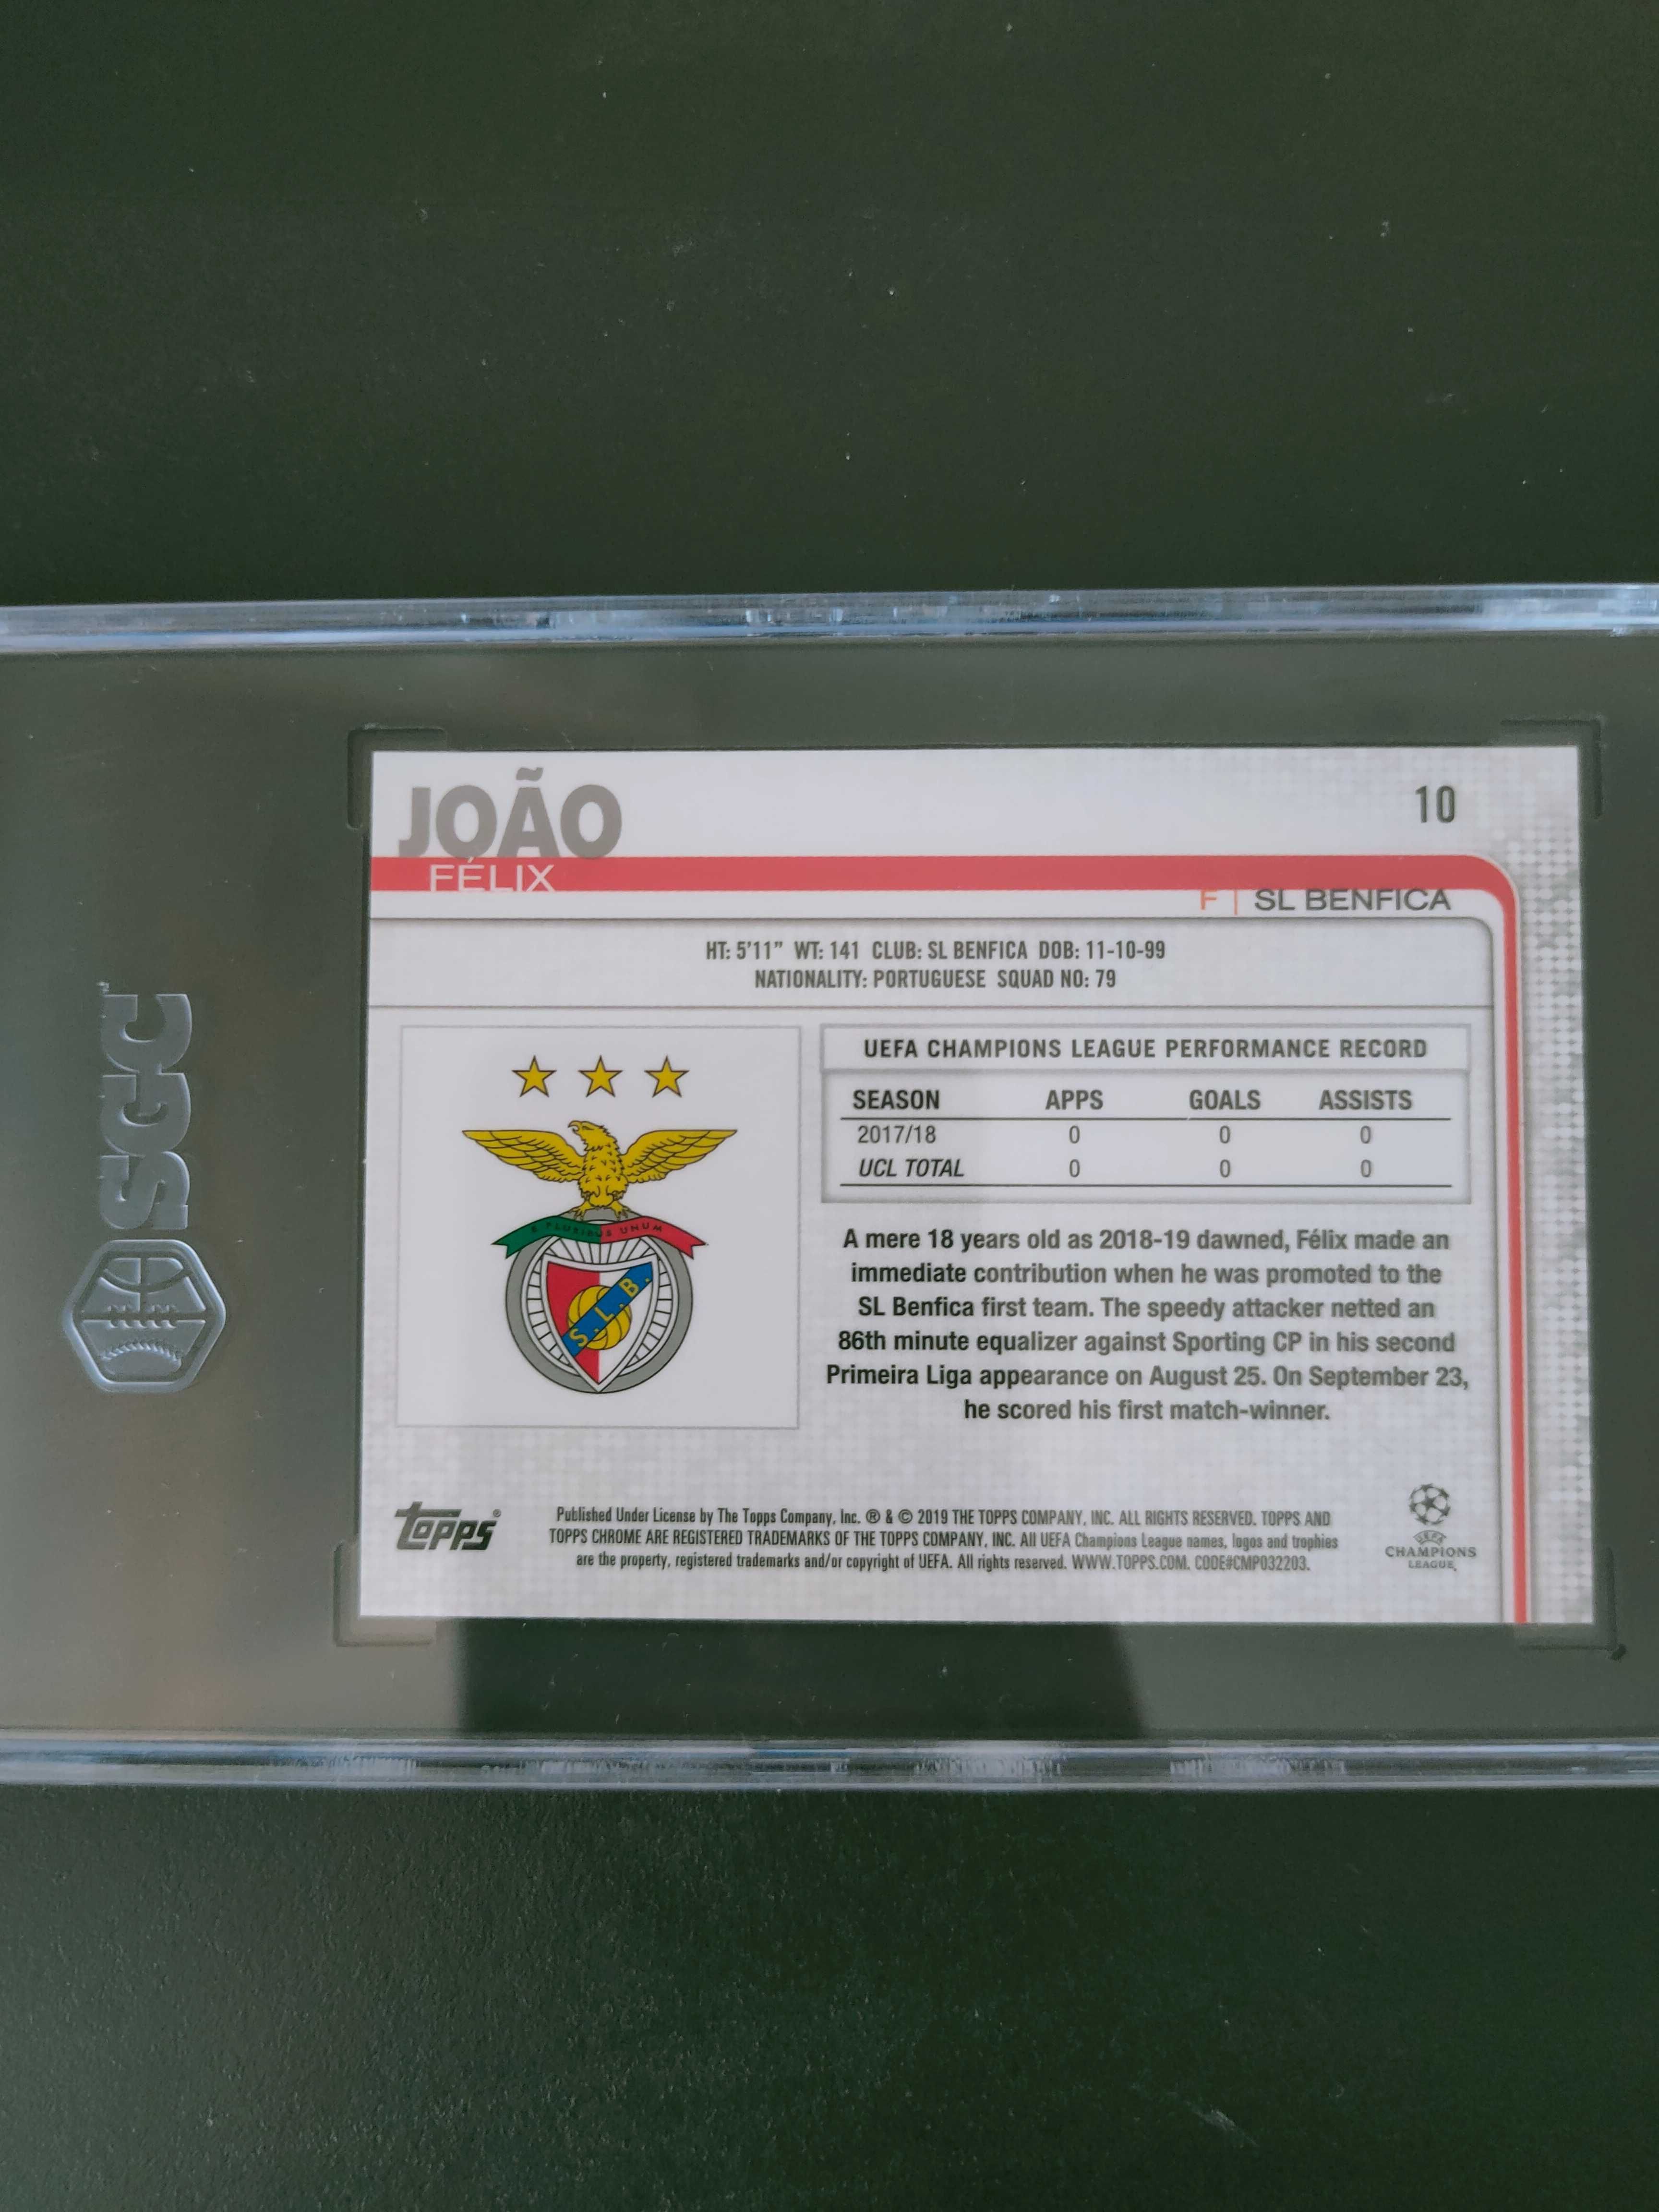 SGC
JOÃO
FÉLIX
10
F | SL BENFICA
HT: 5'11" WT: 141 CLUB: SL BENFICA DOB: 11-10-99
NATIONALITY: PORTUGUESE SQUAD NO: 79
E PLURIBUS UNUM
S.L.B.
UEFA CHAMPIONS LEAGUE PERFORMANCE RECORD
SEASON APPS GOALS ASSISTS
2017/18 0 0 0
UCL TOTAL 0 0 0
A mere 18 years old as 2018-19 dawned, Félix made an
immediate contribution when he was promoted to the
SL Benfica first team. The speedy attacker netted an
86th minute equalizer against Sporting CP in his second
Primeira Liga appearance on August 25. On September 23,
he scored his first match-winner.
Topps®
Published Under License by The Topps Company, Inc. ® & © 2019 THE TOPPS COMPANY, INC. ALL RIGHTS RESERVED. TOPPS AND
TOPPS CHROME ARE REGISTERED TRADEMARKS OF THE TOPPS COMPANY, INC. All UEFA Champions League names, logos and trophies
are the property, registered trademarks and/or copyright of UEFA. All rights reserved. WWW.TOPPS.COM. CODE#CMP032203.
UEFA
CHAMPIONS
LEAGUE